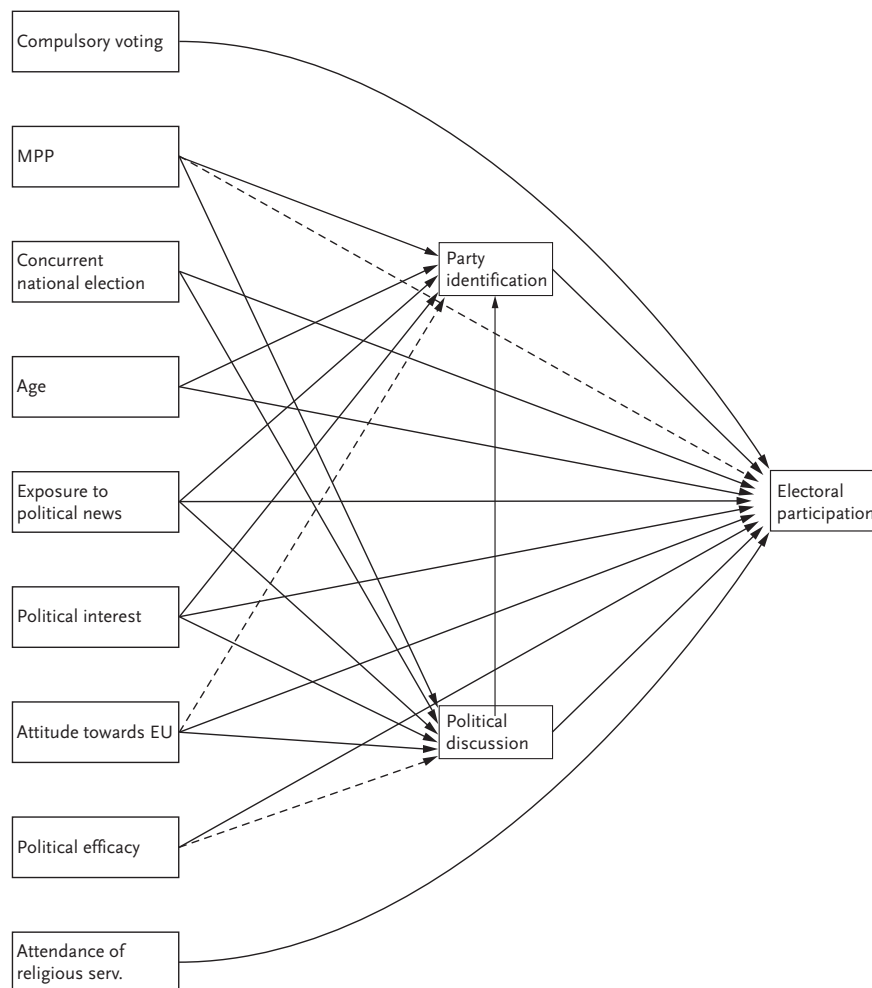 Compulsory voting
MPP
Concurrent
national election
Party
identification
Age
Exposure to
political news
Electoral
participation
Political interest
Attitude towards EU
Political
discussion
Political efficacy
Attendance of
religious serv.